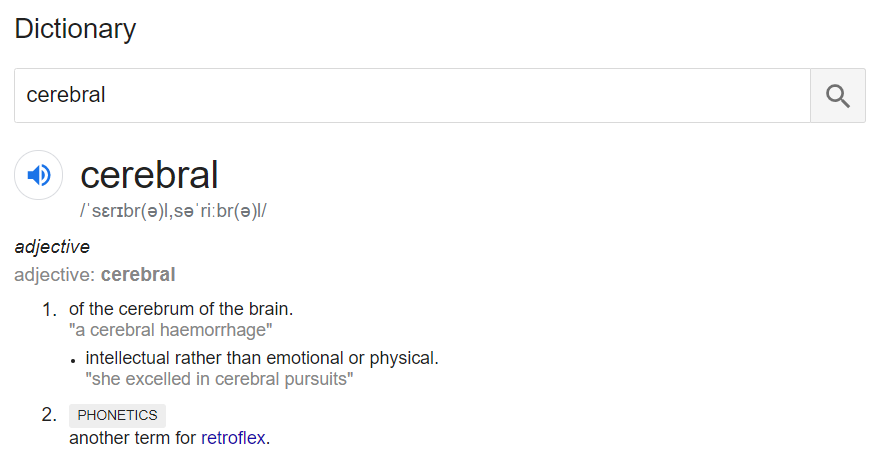 Dictionary
cerebral
cerebral
/ˈsɛrɪbr(ə)l,səˈriːbr(ə)l/
adjective
adjective: cerebral
1. of the cerebrum of the brain.
"a cerebral haemorrhage"
• intellectual rather than emotional or physical.
"she excelled in cerebral pursuits"
2. PHONETICS
another term for retroflex.